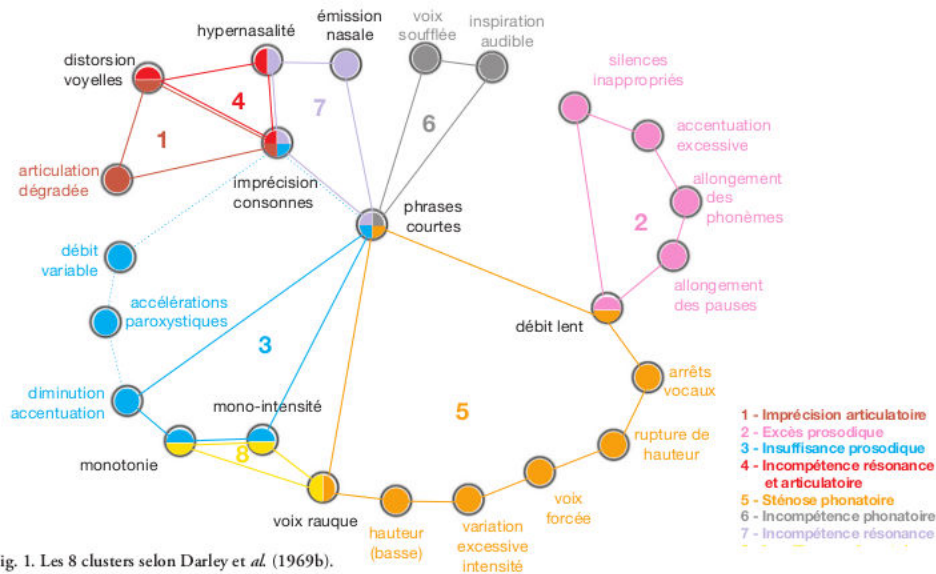 hypernasalité
émission
nasale
voix
soufflée
inspiration
audible
distorsion
voyelles
silences
inappropriés
4
7
6
1
accentuation
excessive
articulation
dégradée
imprécision
consonnes
phrases
courtes
allongement
des
phonèmes
2
débit
variable
allongement
des pauses
accélérations
paroxystiques
débit lent
3
diminution
accentuation
mono-intensité
arrêts
vocaux
5
8
monotonie
rupture de
hauteur
voix rauque
hauteur
(basse)
variation
excessive
intensité
voix
forcée
1 - Imprécision articulatoire
2 - Excès prosodique
3 - Insuffisance prosodique
4 - Incompétence résonance
et articulatoire
5 - Sténose phonatoire
6 - Incompétence phonatoire
7 - Incompétence résonance
ig. 1. Les 8 clusters selon Darley et al. (1969b).